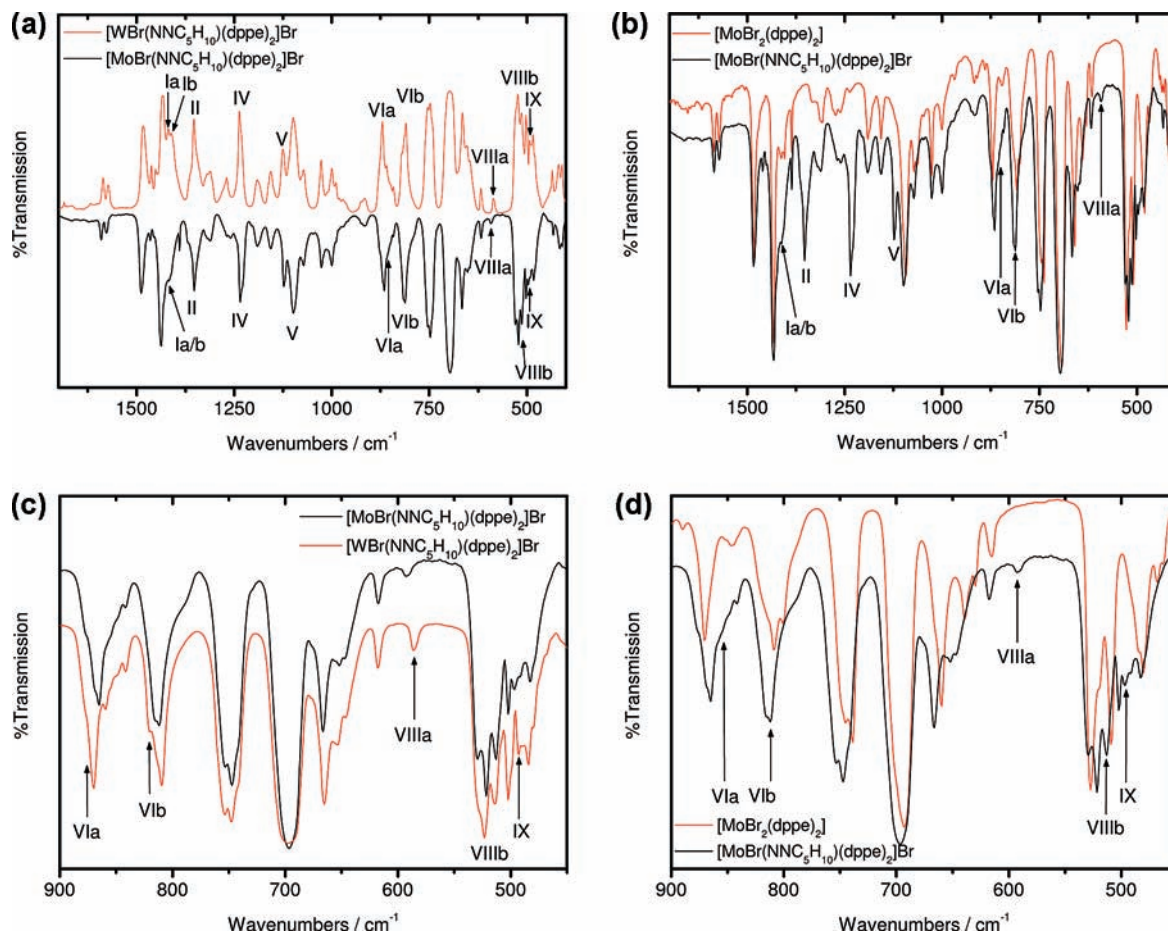 (a)
[WBr(NNC₅H₁₀)(dppe)₂]Br
[MoBr(NNC₅H₁₀)(dppe)₂]Br
Ia Ib
II
IV
V
VIa
VIb
VIIIa
VIIIb
IX
%Transmission
Ia/b
II
IV
V
VIa
VIb
VIIIa
IX
VIIIb
1500 1250 1000 750 500
Wavenumbers / cm⁻¹
(b)
[MoBr₂(dppe)₂]
[MoBr(NNC₅H₁₀)(dppe)₂]Br
%Transmission
Ia/b
II
IV
V
VIa
VIb
VIIIa
1500 1250 1000 750 500
Wavenumbers / cm⁻¹
(c)
[MoBr(NNC₅H₁₀)(dppe)₂]Br
[WBr(NNC₅H₁₀)(dppe)₂]Br
%Transmission
VIa
VIb
VIIIa
VIIIb
IX
900 800 700 600 500
Wavenumbers / cm⁻¹
(d)
%Transmission
VIa
VIb
VIIIa
VIIIb
IX
[MoBr₂(dppe)₂]
[MoBr(NNC₅H₁₀)(dppe)₂]Br
900 800 700 600 500
Wavenumbers / cm⁻¹